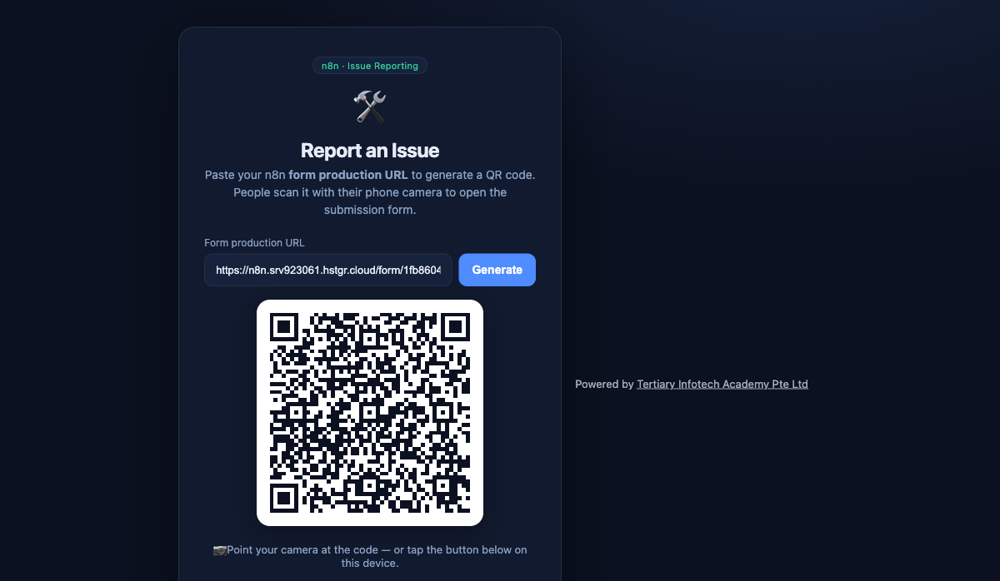 n8n · Issue Reporting
Report an Issue
Paste your n8n form production URL to generate a QR code.
People scan it with their phone camera to open the
submission form.
Form production URL
https://n8n.srv923061.hstgr.cloud/form/1fb8604
Generate
Point your camera at the code — or tap the button below on
this device.
Powered by Tertiary Infotech Academy Pte Ltd